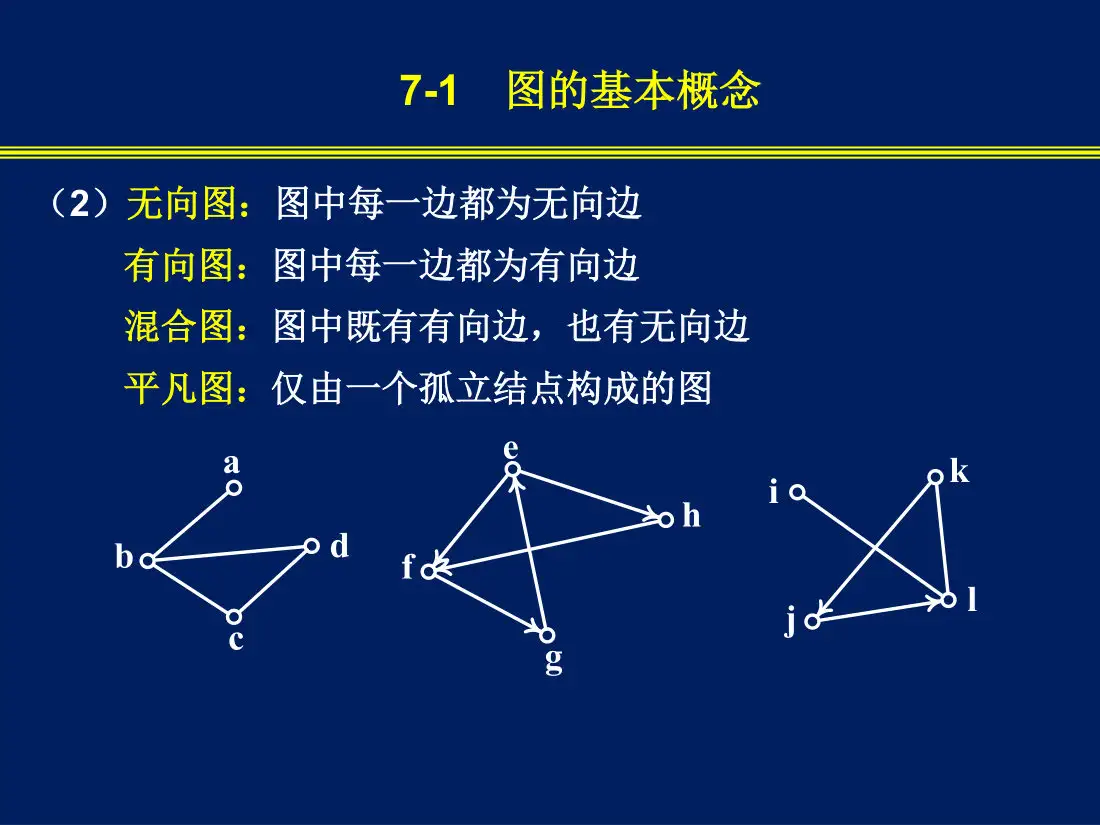 7-1 图的基本概念
（2）无向图：图中每一边都为无向边
有向图：图中每一边都为有向边
混合图：图中既有有向边，也有无向边
平凡图：仅由一个孤立结点构成的图
a
b
d
c
e
h
f
g
i
k
j
l